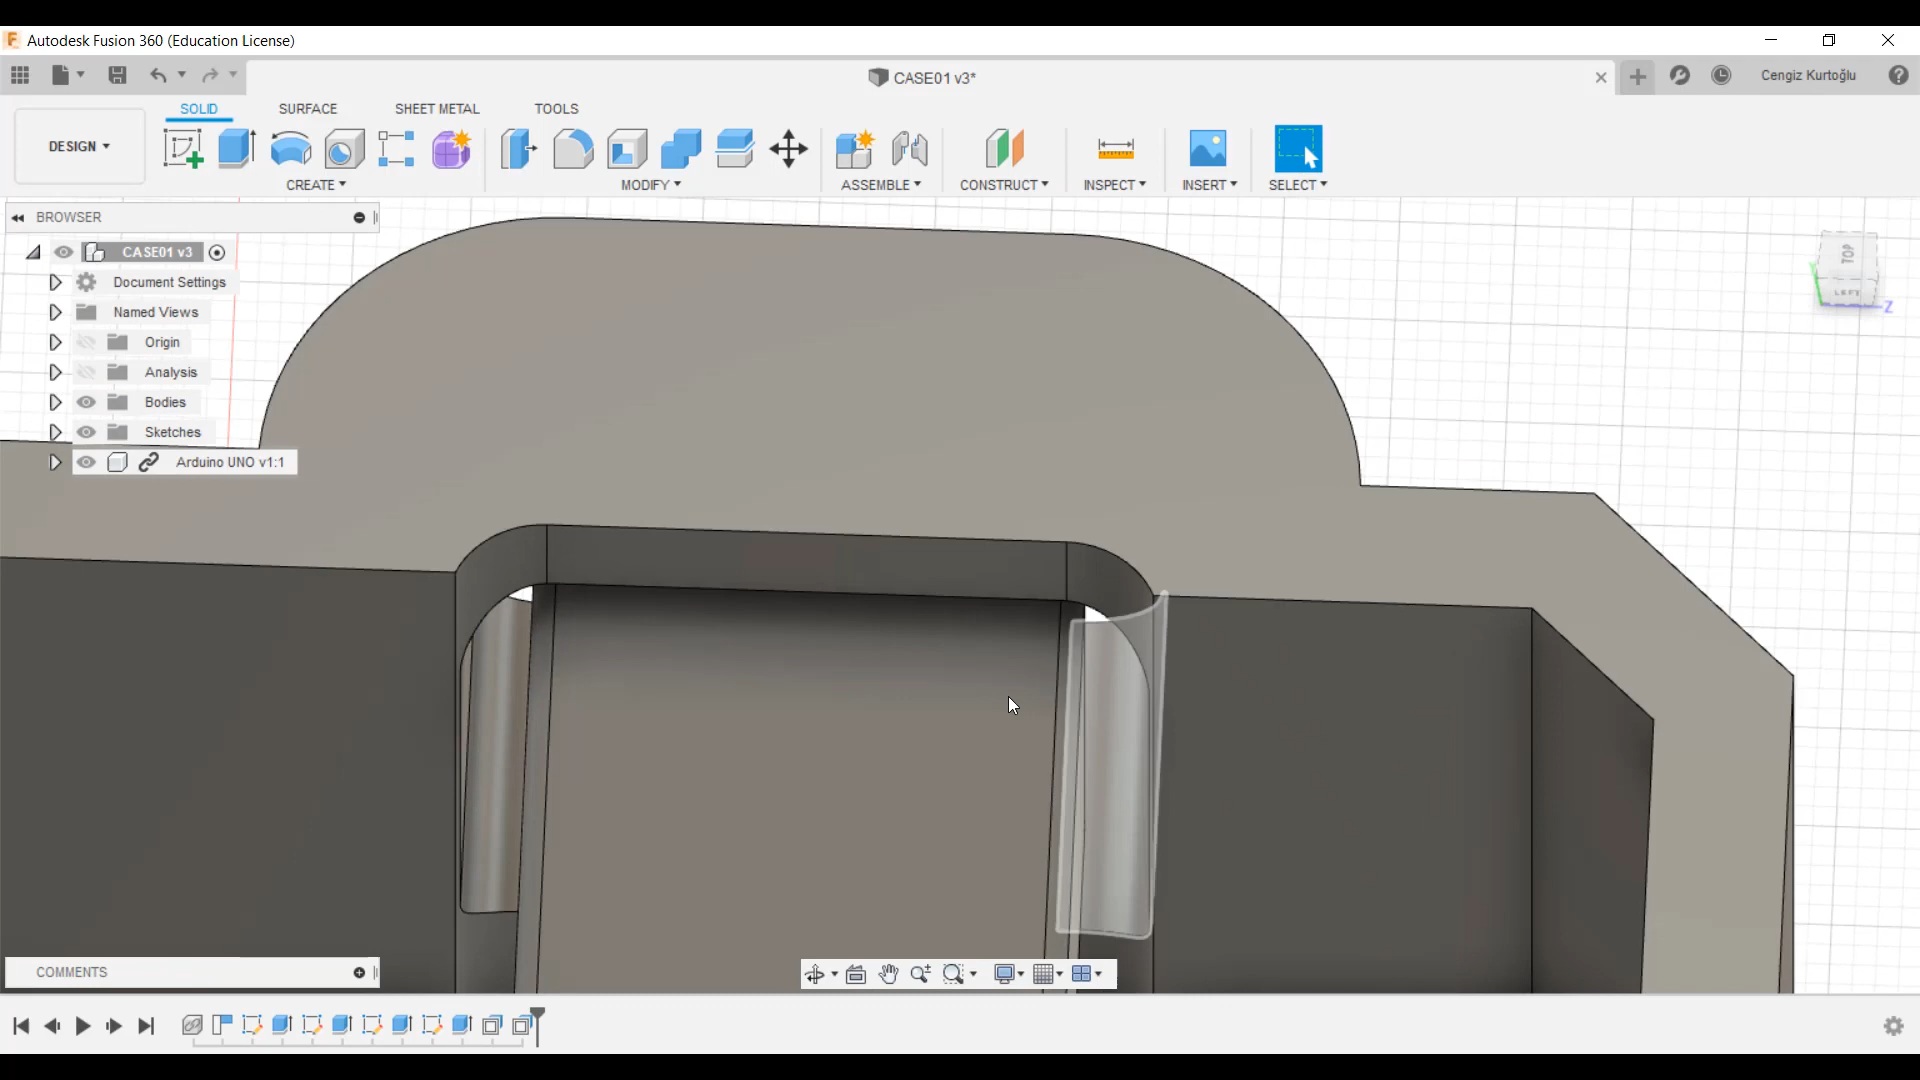 Autodesk Fusion 360 (Education License)
CASE01 v3*
Cengiz Kurtoğlu
SOLID
SURFACE
SHEET METAL
TOOLS
DESIGN
CREATE
MODIFY
ASSEMBLE
CONSTRUCT
INSPECT
INSERT
SELECT
BROWSER
CASE01 v3
Document Settings
Named Views
Origin
Analysis
Bodies
Sketches
Arduino UNO v1:1
TOP
LEFT
Z
COMMENTS